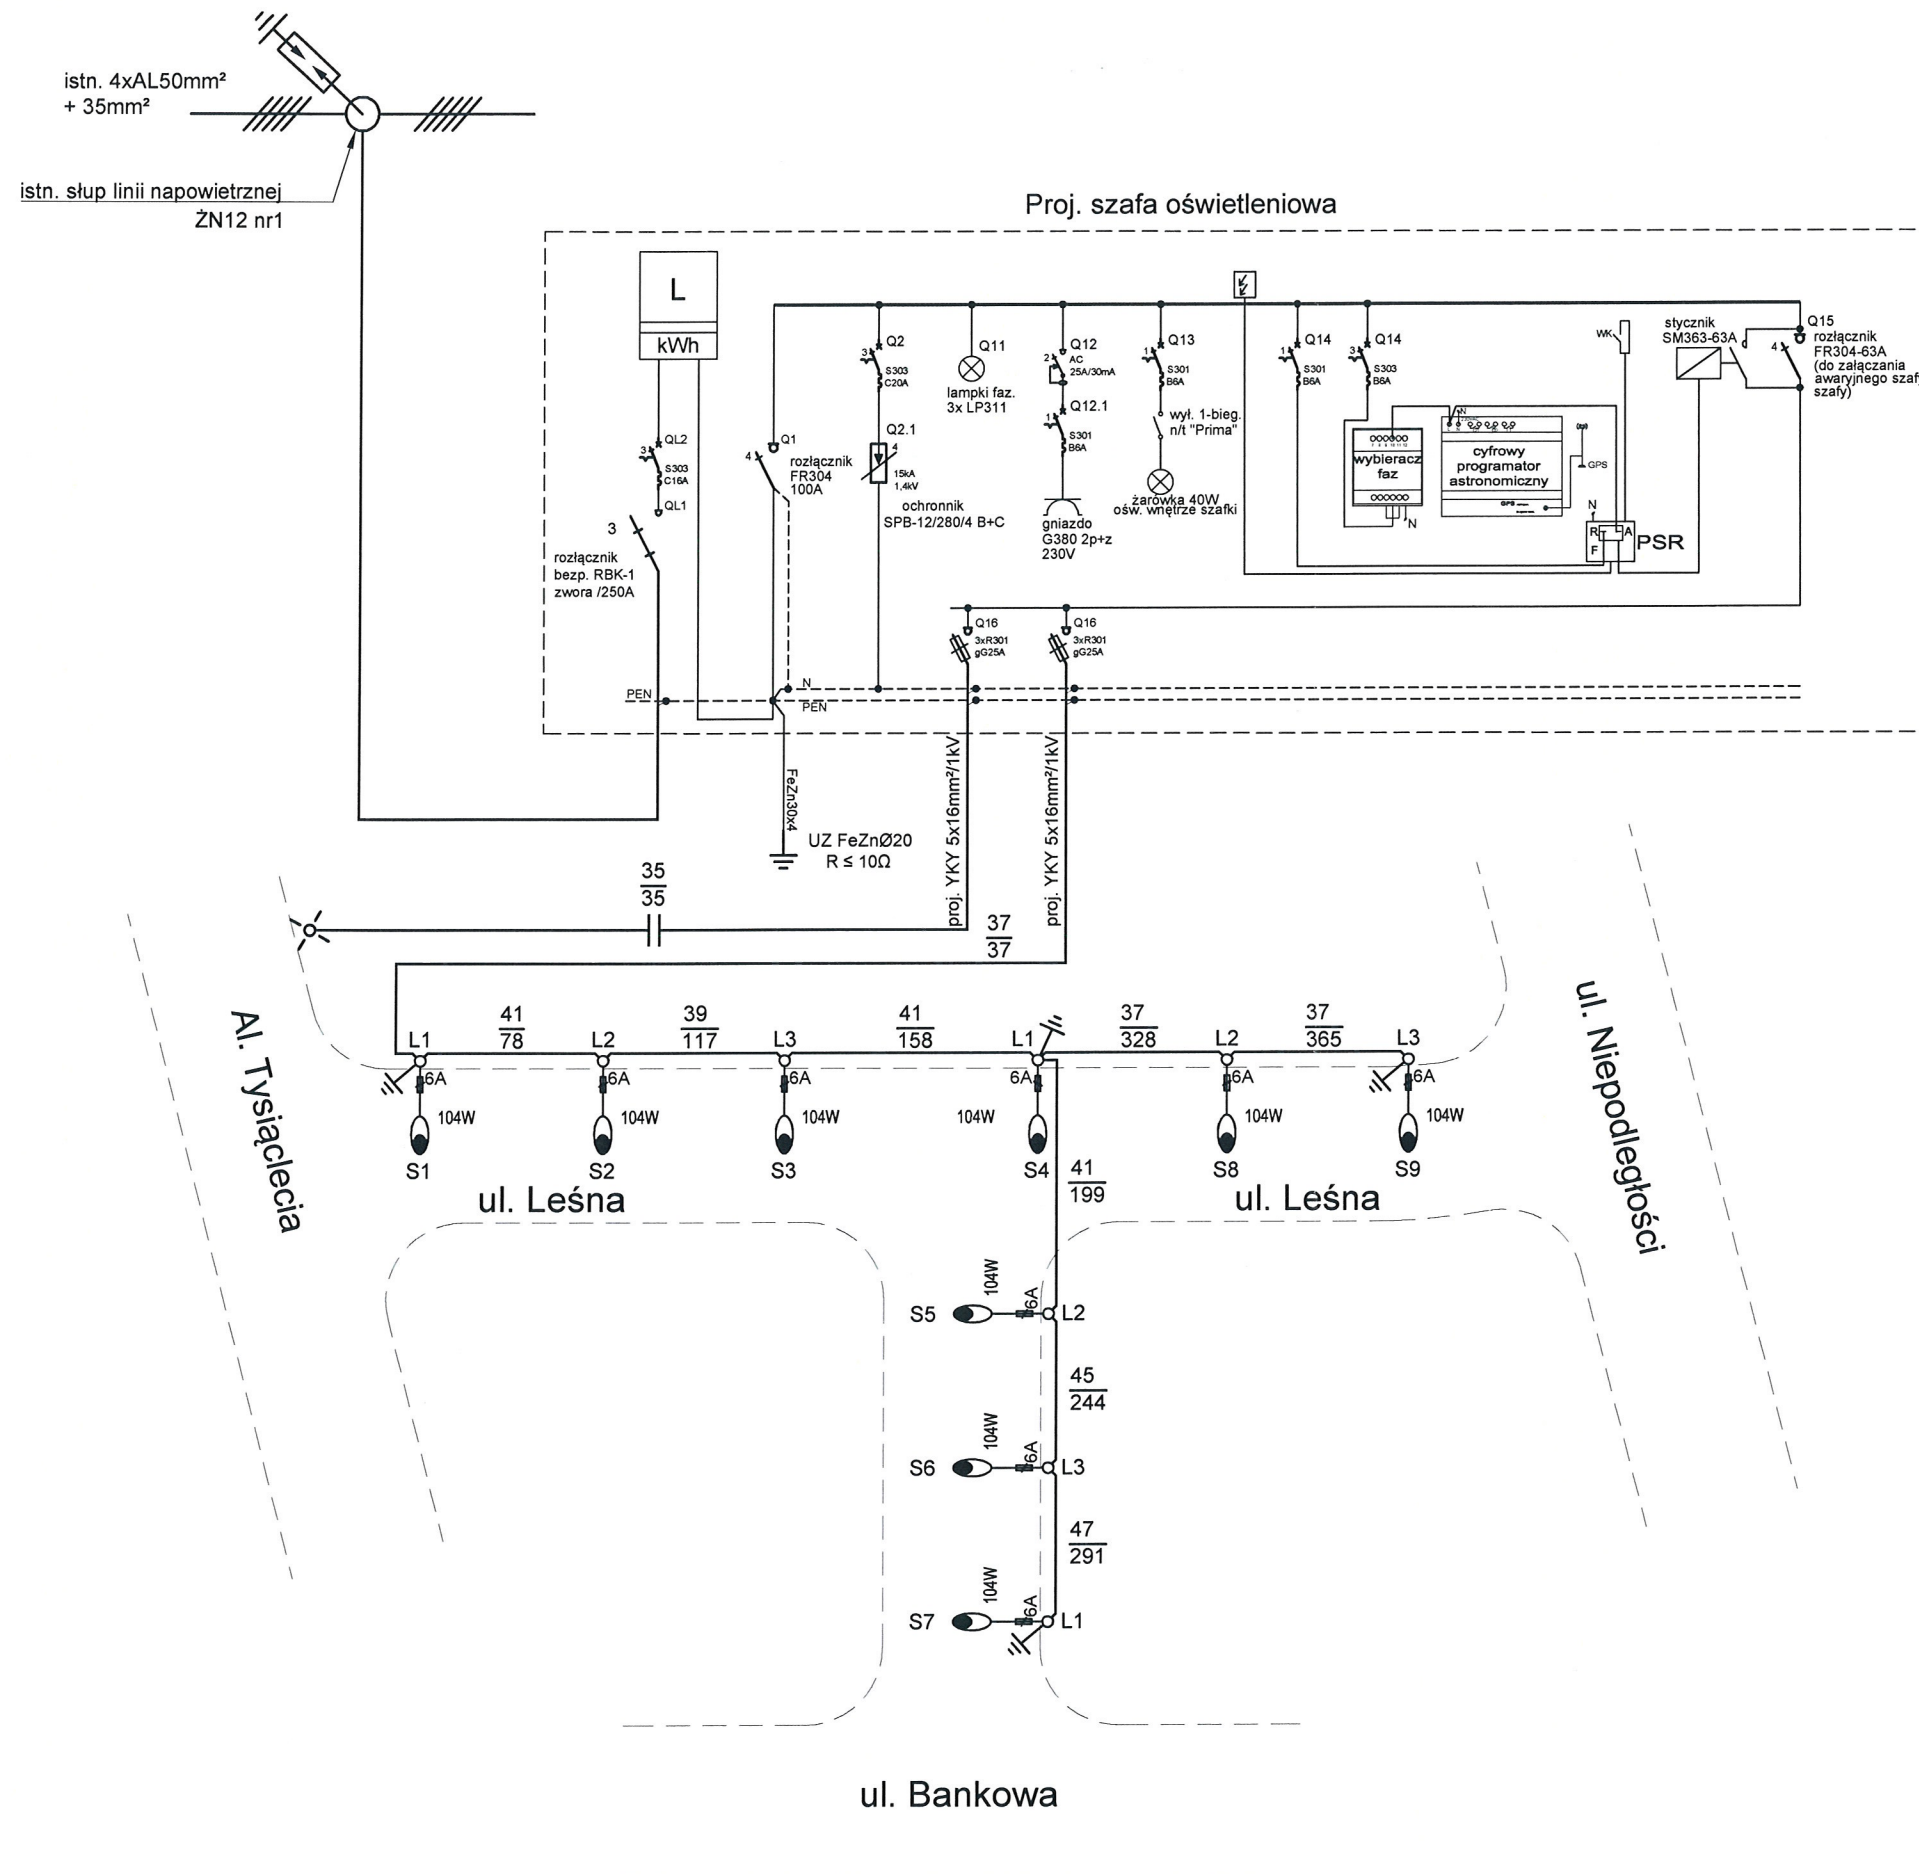 istn. 4xAL50mm²
+ 35mm²
istn. słup linii napowietrznej
ŻN12 nr1
Proj. szafa oświetleniowa
L
kWh
QL2
3
S303
C16A
QL1
3
rozłącznik
bezp. RBK-1
zwora /250A
Q1
4
rozłącznik
FR304
100A
Q2
3
S303
C20A
Q2.1
4
15kA
1,4kV
ochronnik
SPB-12/280/4 B+C
Q11
lampki faz.
3x LP311
Q12
2
AC
25A/30mA
Q12.1
1
S301
B6A
gniazdo
G380 2p+z
230V
Q13
1
S301
B6A
wył. 1-bieg.
n/t "Prima"
żarówka 40W
ośw. wnętrze szafki
Q14
1
S301
B6A
Q14
3
S303
B6A
wybieracz
faz
N
N
cyfrowy
programator
astronomiczny
GPS
GPS
WK
N
R
A
F
PSR
stycznik
SM363-63A
Q15
4
rozłącznik
FR304-63A
(do załączania
awaryjnego szafy
szafy)
Q16
3xR301
gG25A
Q16
3xR301
gG25A
PEN
N
PEN
FeZn30x4
UZ FeZnØ20
R ≤ 10Ω
proj. YKY 5x16mm²/1kV
proj. YKY 5x16mm²/1kV
35
35
37
37
Al. Tysiąclecia
ul. Niepodległości
L1
41
78
L2
39
117
L3
41
158
L1
37
328
L2
37
365
L3
6A
6A
6A
6A
6A
6A
104W
104W
104W
104W
104W
104W
S1
S2
S3
S4
S8
S9
ul. Leśna
ul. Leśna
41
199
104W
6A
S5
L2
45
244
104W
6A
S6
L3
47
291
104W
6A
S7
L1
ul. Bankowa